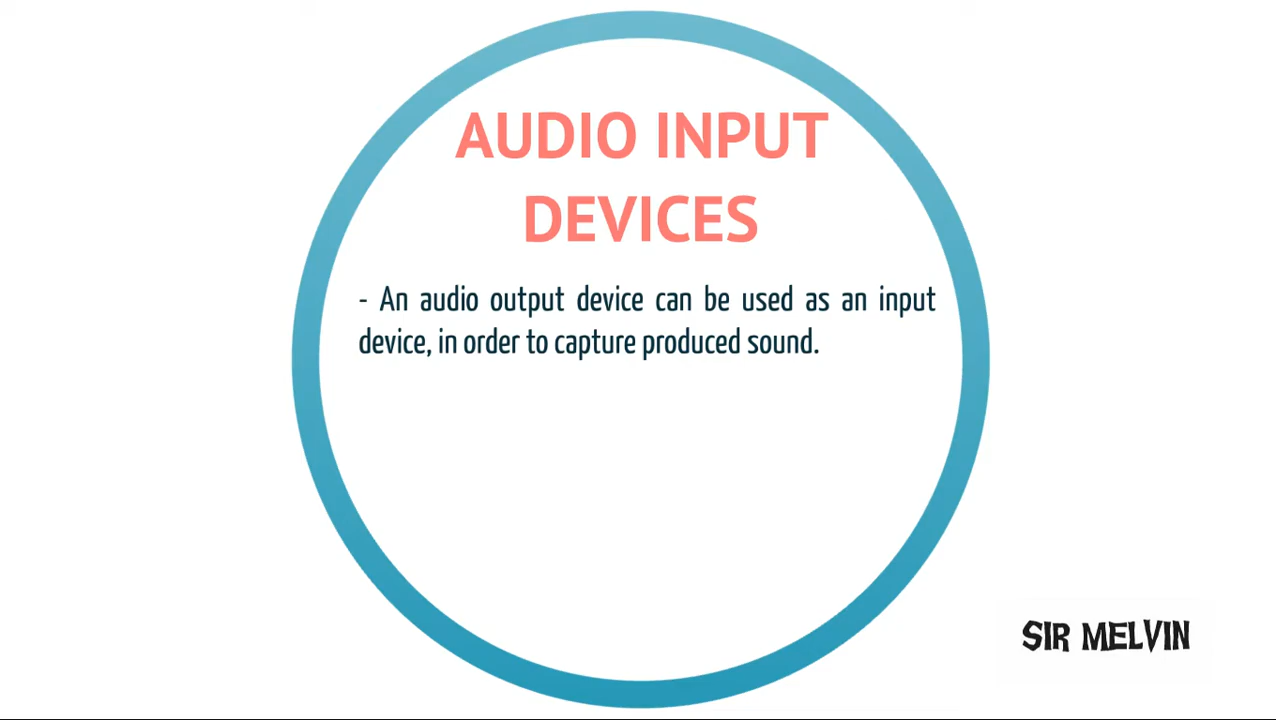 AUDIO INPUT
DEVICES
- An audio output device can be used as an input
device, in order to capture produced sound.
SIR MELVIN